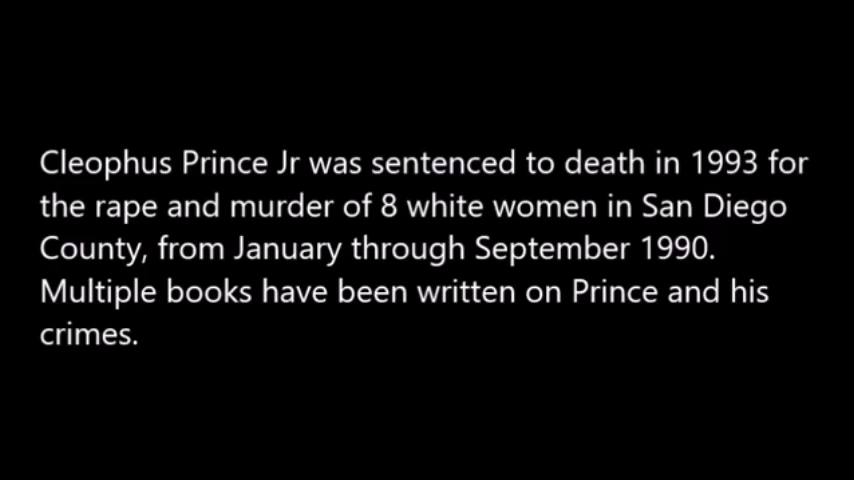 Cleophus Prince Jr was sentenced to death in 1993 for
the rape and murder of 8 white women in San Diego
County, from January through September 1990.
Multiple books have been written on Prince and his
crimes.